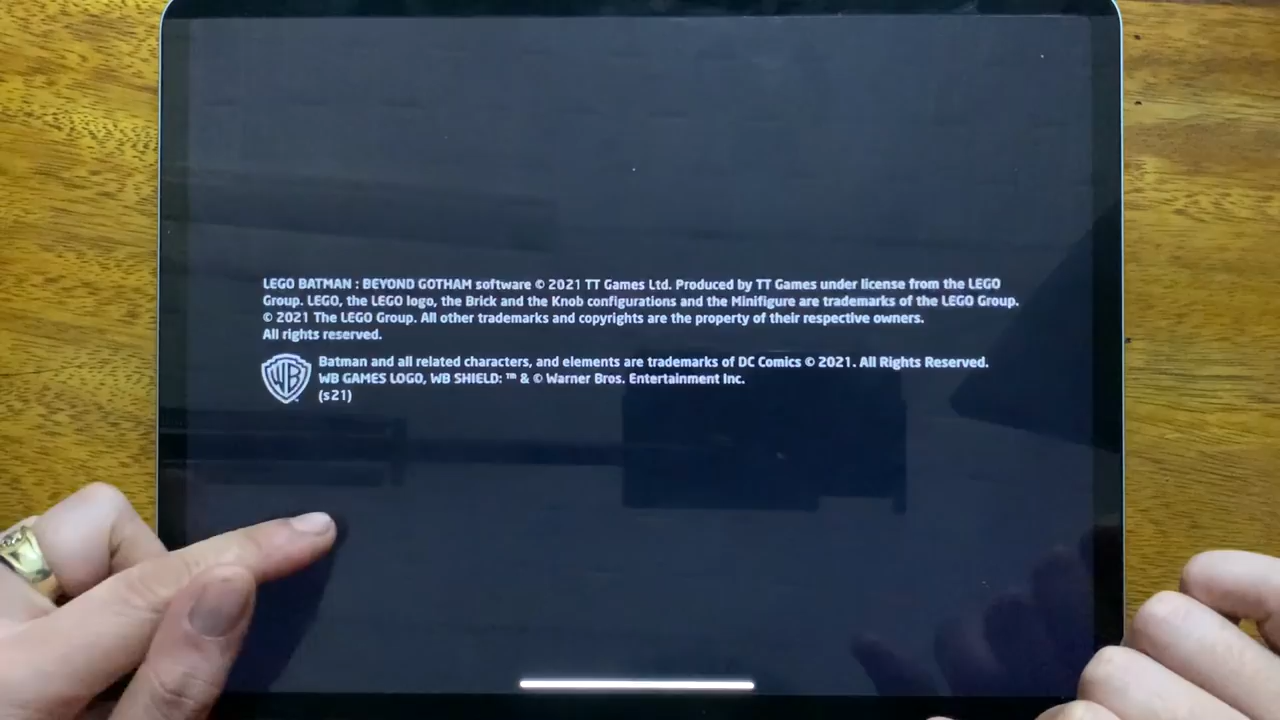 LEGO BATMAN : BEYOND GOTHAM software © 2021 TT Games Ltd. Produced by TT Games under license from the LEGO
Group. LEGO, the LEGO logo, the Brick and the Knob configurations and the Minifigure are trademarks of the LEGO Group.
© 2021 The LEGO Group. All other trademarks and copyrights are the property of their respective owners.
All rights reserved.
WB
Batman and all related characters, and elements are trademarks of DC Comics © 2021. All Rights Reserved.
WB GAMES LOGO, WB SHIELD: ™ & © Warner Bros. Entertainment Inc.
(s21)